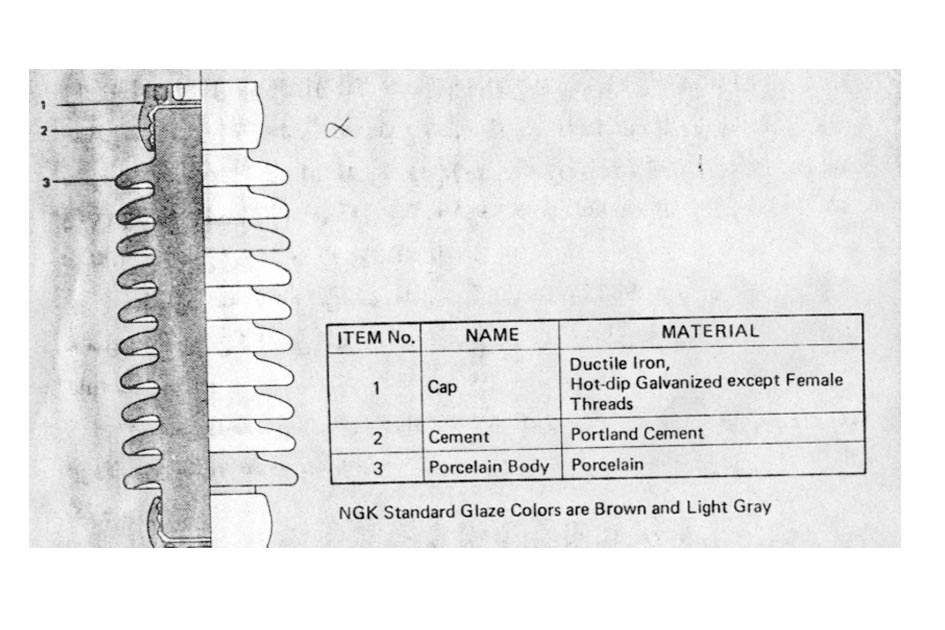 1
2
3
α
ITEM No. NAME MATERIAL
1 Cap Ductile Iron,
Hot-dip Galvanized except Female
Threads
2 Cement Portland Cement
3 Porcelain Body Porcelain
NGK Standard Glaze Colors are Brown and Light Gray